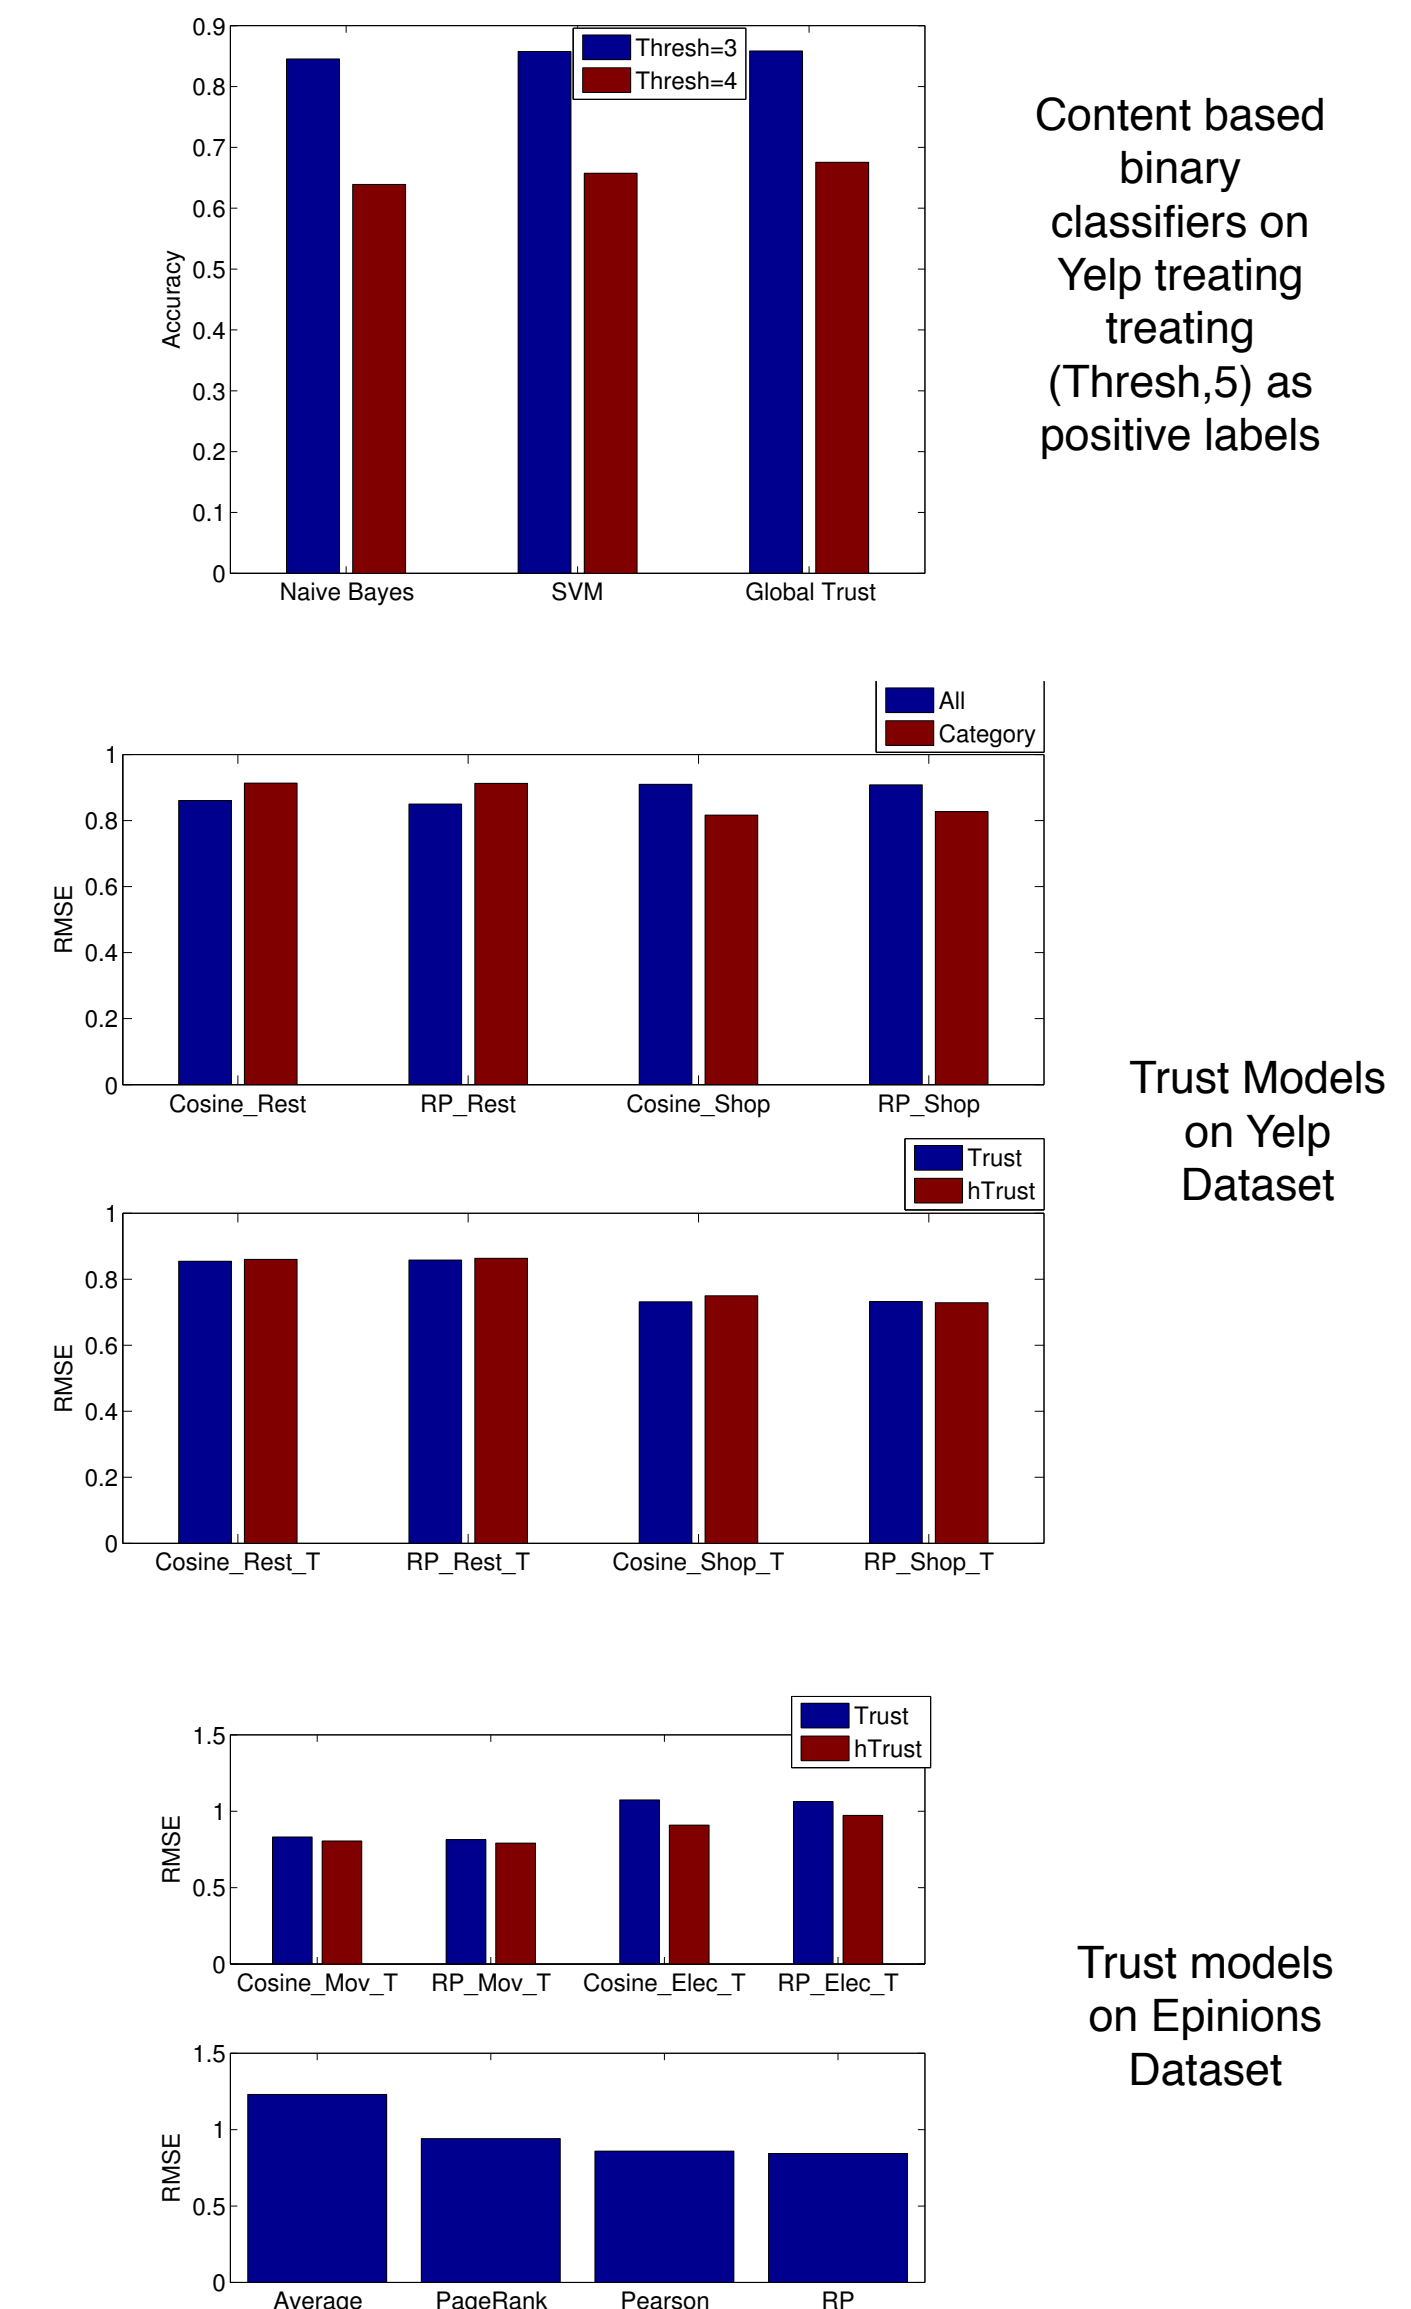 0.9
0.8
0.7
0.6
0.5
0.4
0.3
0.2
0.1
0
Accuracy
Thresh=3
Thresh=4
Naive Bayes
SVM
Global Trust
Content based
binary
classifiers on
Yelp treating
treating
(Thresh,5) as
positive labels
All
Category
1
0.8
0.6
0.4
0.2
0
RMSE
Cosine_Rest
RP_Rest
Cosine_Shop
RP_Shop
Trust
hTrust
1
0.8
0.6
0.4
0.2
0
RMSE
Cosine_Rest_T
RP_Rest_T
Cosine_Shop_T
RP_Shop_T
Trust Models
on Yelp
Dataset
Trust
hTrust
1.5
1
0.5
0
RMSE
Cosine_Mov_T
RP_Mov_T
Cosine_Elec_T
RP_Elec_T
1.5
1
0.5
0
RMSE
Average
PageRank
Pearson
RP
Trust models
on Epinions
Dataset